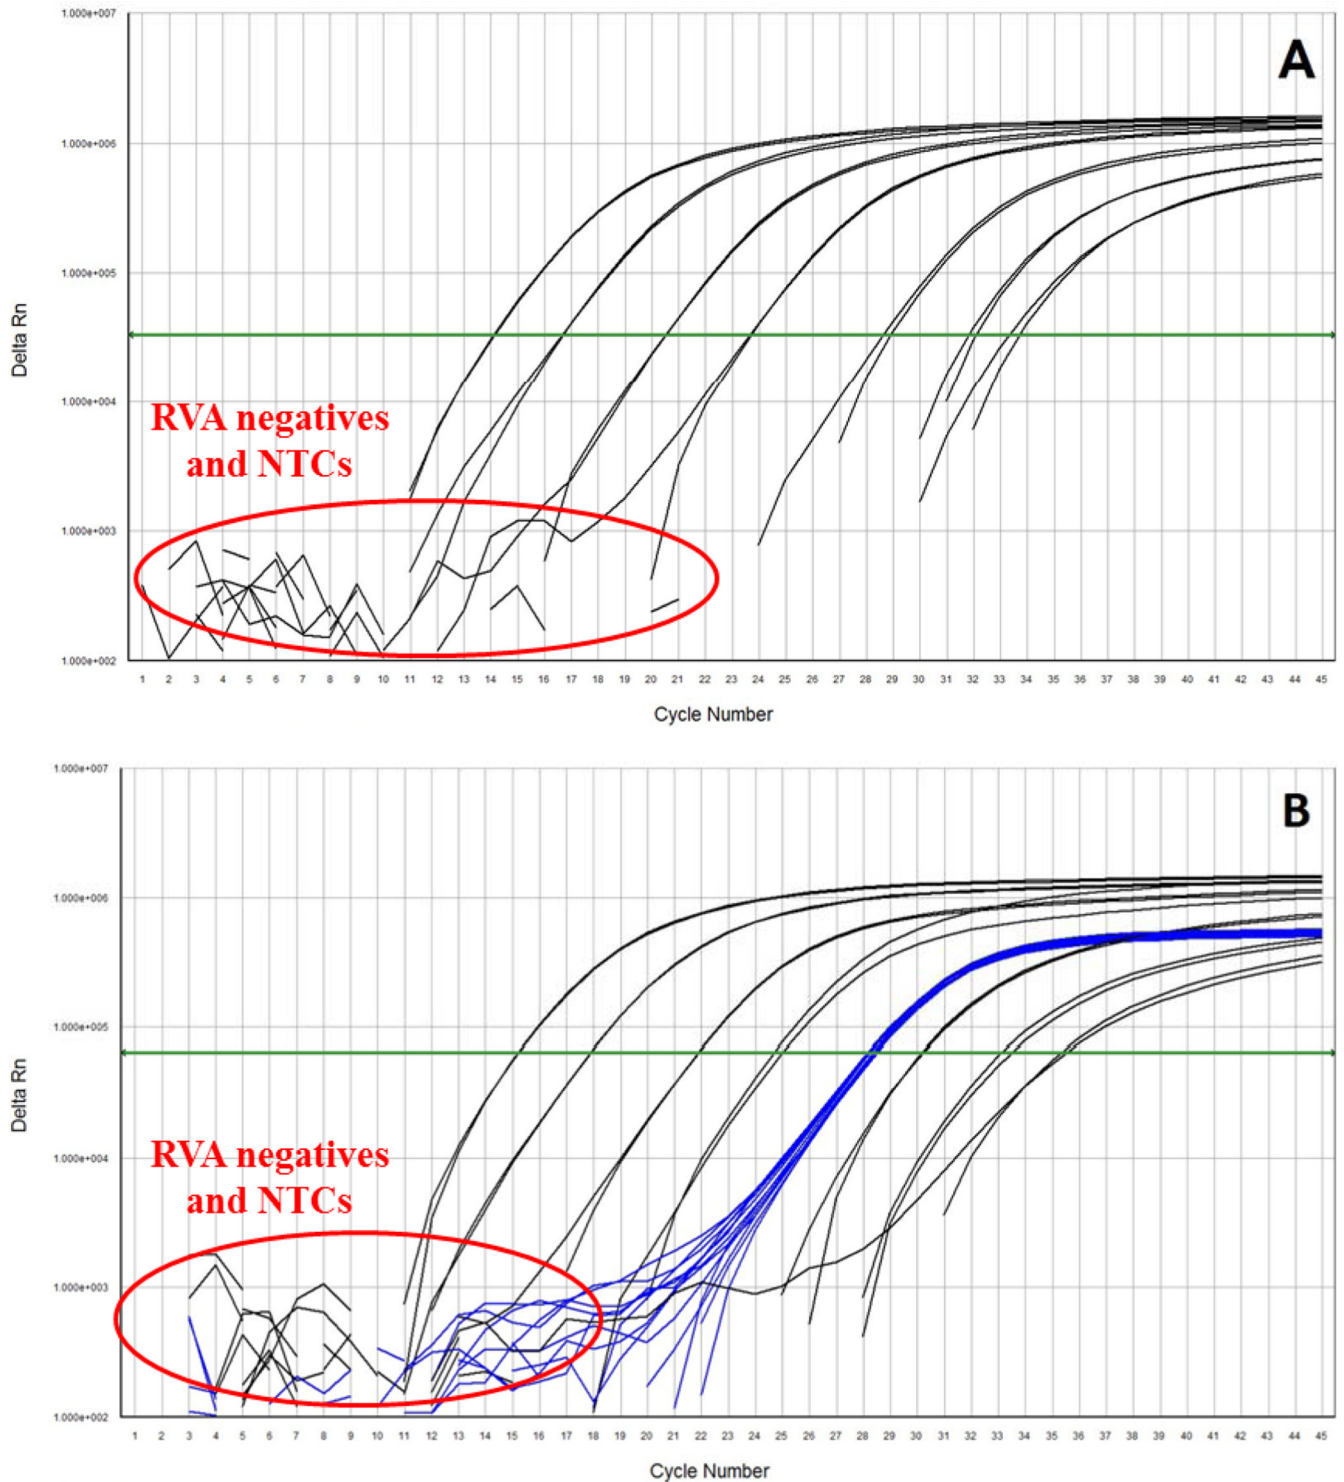 A
1.000e+007
1.000e+006
1.000e+005
1.000e+004
1.000e+003
1.000e+002
Delta Rn
RVA negatives
and NTCs
1 2 3 4 5 6 7 8 9 10 11 12 13 14 15 16 17 18 19 20 21 22 23 24 25 26 27 28 29 30 31 32 33 34 35 36 37 38 39 40 41 42 43 44 45
Cycle Number
B
1.000e+007
1.000e+006
1.000e+005
1.000e+004
1.000e+003
1.000e+002
Delta Rn
RVA negatives
and NTCs
1 2 3 4 5 6 7 8 9 10 11 12 13 14 15 16 17 18 19 20 21 22 23 24 25 26 27 28 29 30 31 32 33 34 35 36 37 38 39 40 41 42 43 44 45
Cycle Number